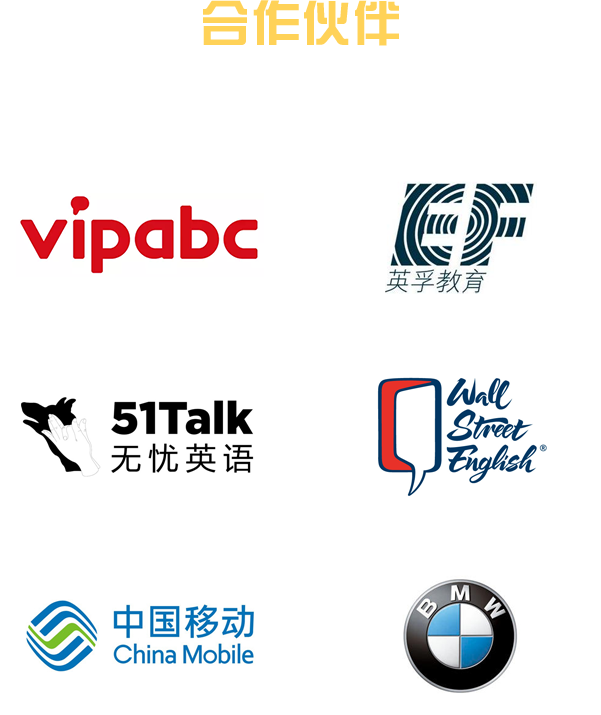 合作伙伴
vipabc
EF
英孚教育
51Talk
无忧英语
Wall
Street
English®
中国移动
China Mobile
BMW